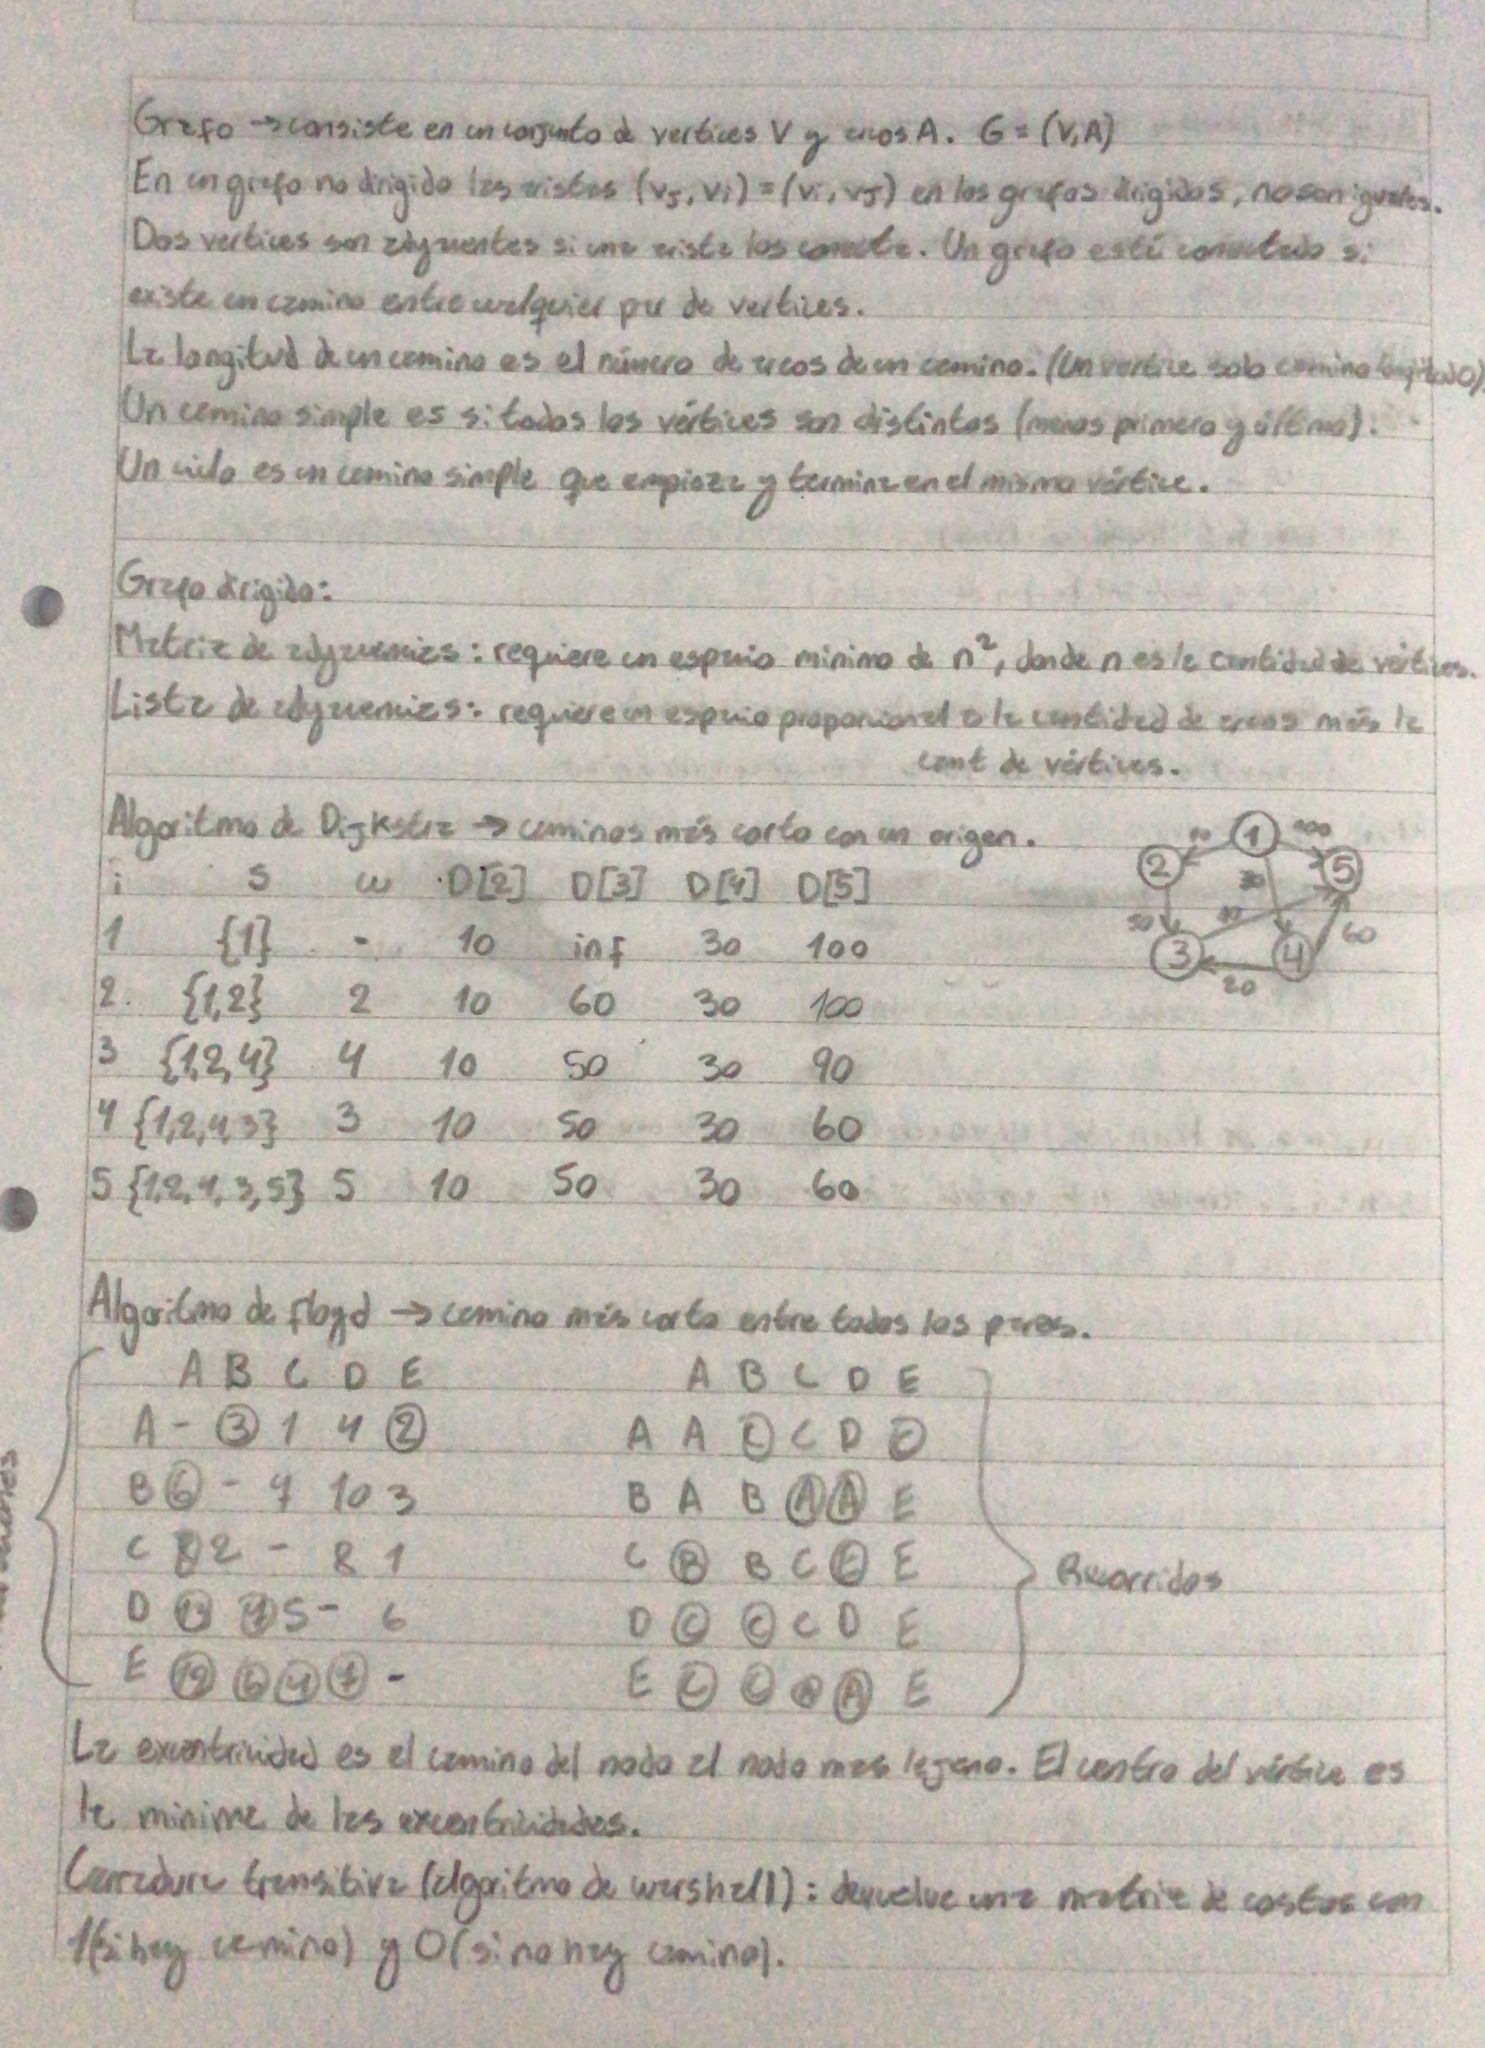 Grafo → consiste en un conjunto de vertices V y arcos A. G = (V,A)
En un grafo no dirigido las aristas (vj, vi) = (vi, vj) en los grafos dirigidos, no son iguales.
Dos vertices son adyacentes si una arista los conecta. Un grafo está conectado si
existe un camino entre cualquier par de vertices.
La longitud de un camino es el número de arcos de un camino. (Un vertice solo camino longitud 0)
Un camino simple es si todos los vértices son distintos (menos primero y último).
Un ciclo es un camino simple que empieza y termina en el mismo vértice.
Grafo dirigido:
Matriz de adyacencias: requiere un espacio minimo de n², donde n es la cantidad de vértices.
Lista de adyacencias: requiere un espacio proporcional a la cantidad de arcos más la
cant de vértices.
Algoritmo de Dijkstra → caminos más corto con un origen.
1 2 5 3 4
10 100 30 50 10 60 20
i S w D[2] D[3] D[4] D[5]
1 {1} - 10 inf 30 100
2. {1,2} 2 10 60 30 100
3 {1,2,4} 4 10 50 30 90
4 {1,2,4,3} 3 10 50 30 60
5 {1,2,4,3,5} 5 10 50 30 60
Algoritmo de floyd → camino más corto entre todos los pares.
A B C D E A B C D E
A - 3 1 4 2 A A C C D C
B 6 - 7 10 3 B A B A A E
C 8 2 - 8 1 C B B C C E
D 5 - 6 D C C C D E
E 12 6 4 7 - E C C A E
Recorridos
La excentricidad es el camino del nodo al nodo mas lejano. El centro del vértice es
la minima de las excentricidades.
Cerradura transitiva (algoritmo de warshall): devuelve una matriz de costos con
1(si hay camino) y 0(si no hay camino).